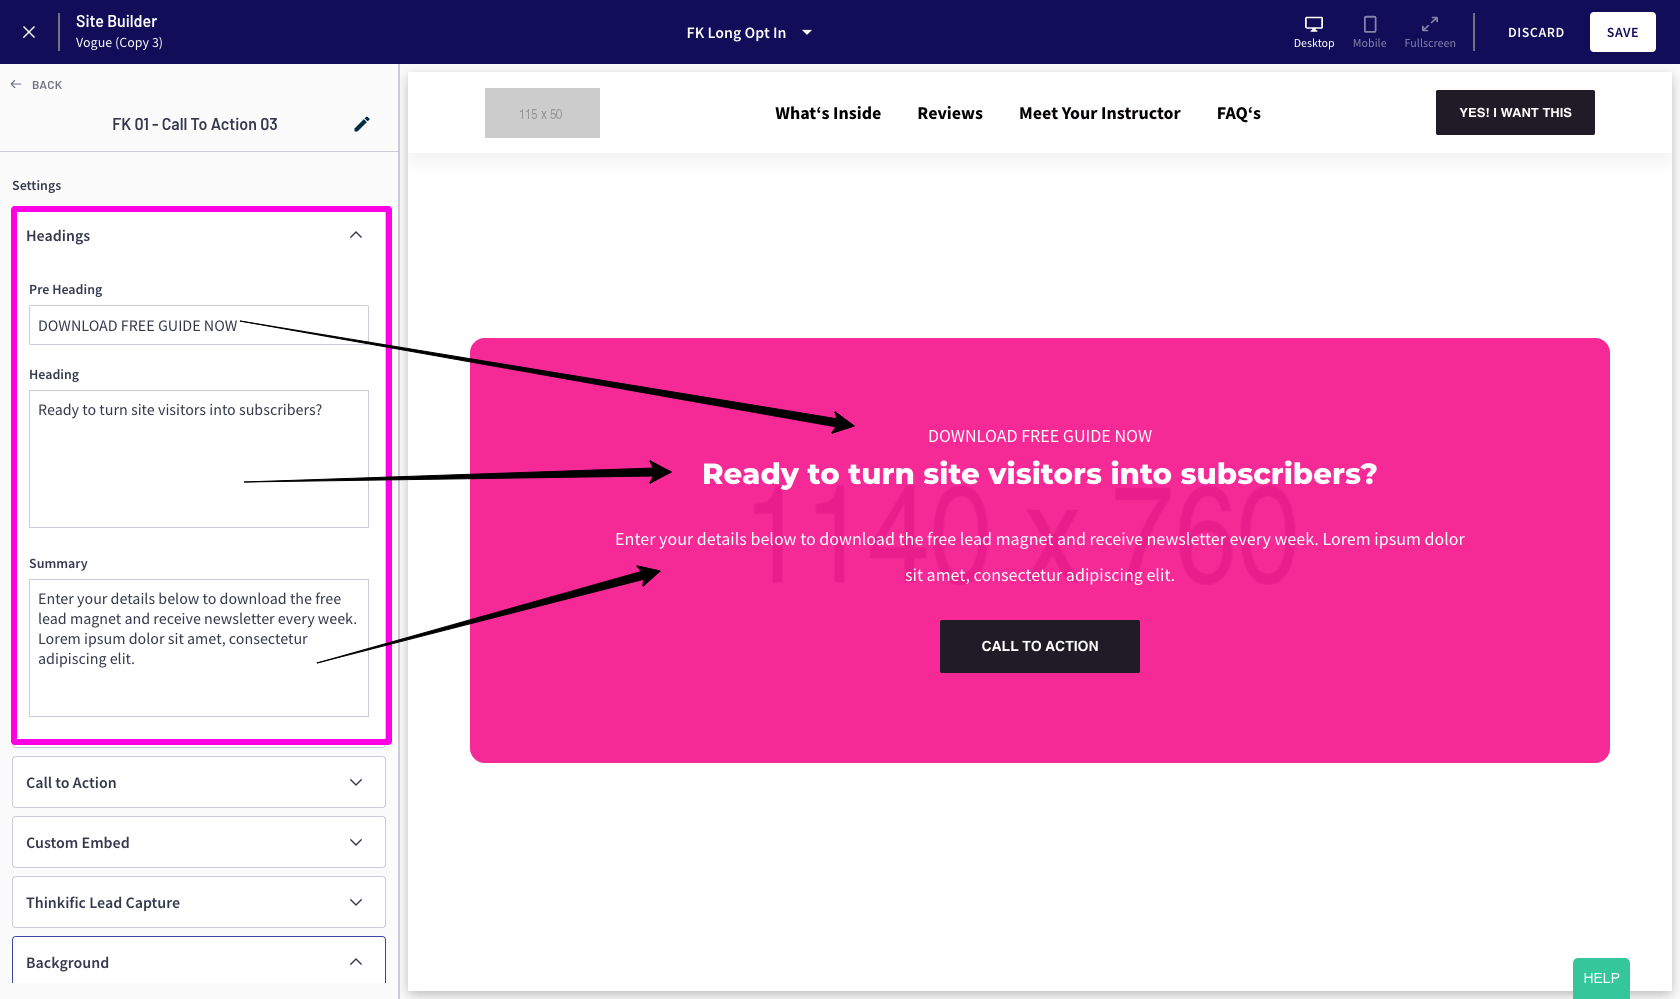 Site Builder
Vogue (Copy 3)
FK Long Opt In
Desktop
Mobile
Fullscreen
DISCARD
SAVE
BACK
FK 01 - Call To Action 03
Settings
Headings
Pre Heading
DOWNLOAD FREE GUIDE NOW
Heading
Ready to turn site visitors into subscribers?
Summary
Enter your details below to download the free
lead magnet and receive newsletter every week.
Lorem ipsum dolor sit amet, consectetur
adipiscing elit.
Call to Action
Custom Embed
Thinkific Lead Capture
Background
115 x 50
What‘s Inside
Reviews
Meet Your Instructor
FAQ‘s
YES! I WANT THIS
DOWNLOAD FREE GUIDE NOW
Ready to turn site visitors into subscribers?
1140 x 760
Enter your details below to download the free lead magnet and receive newsletter every week. Lorem ipsum dolor
sit amet, consectetur adipiscing elit.
CALL TO ACTION
HELP